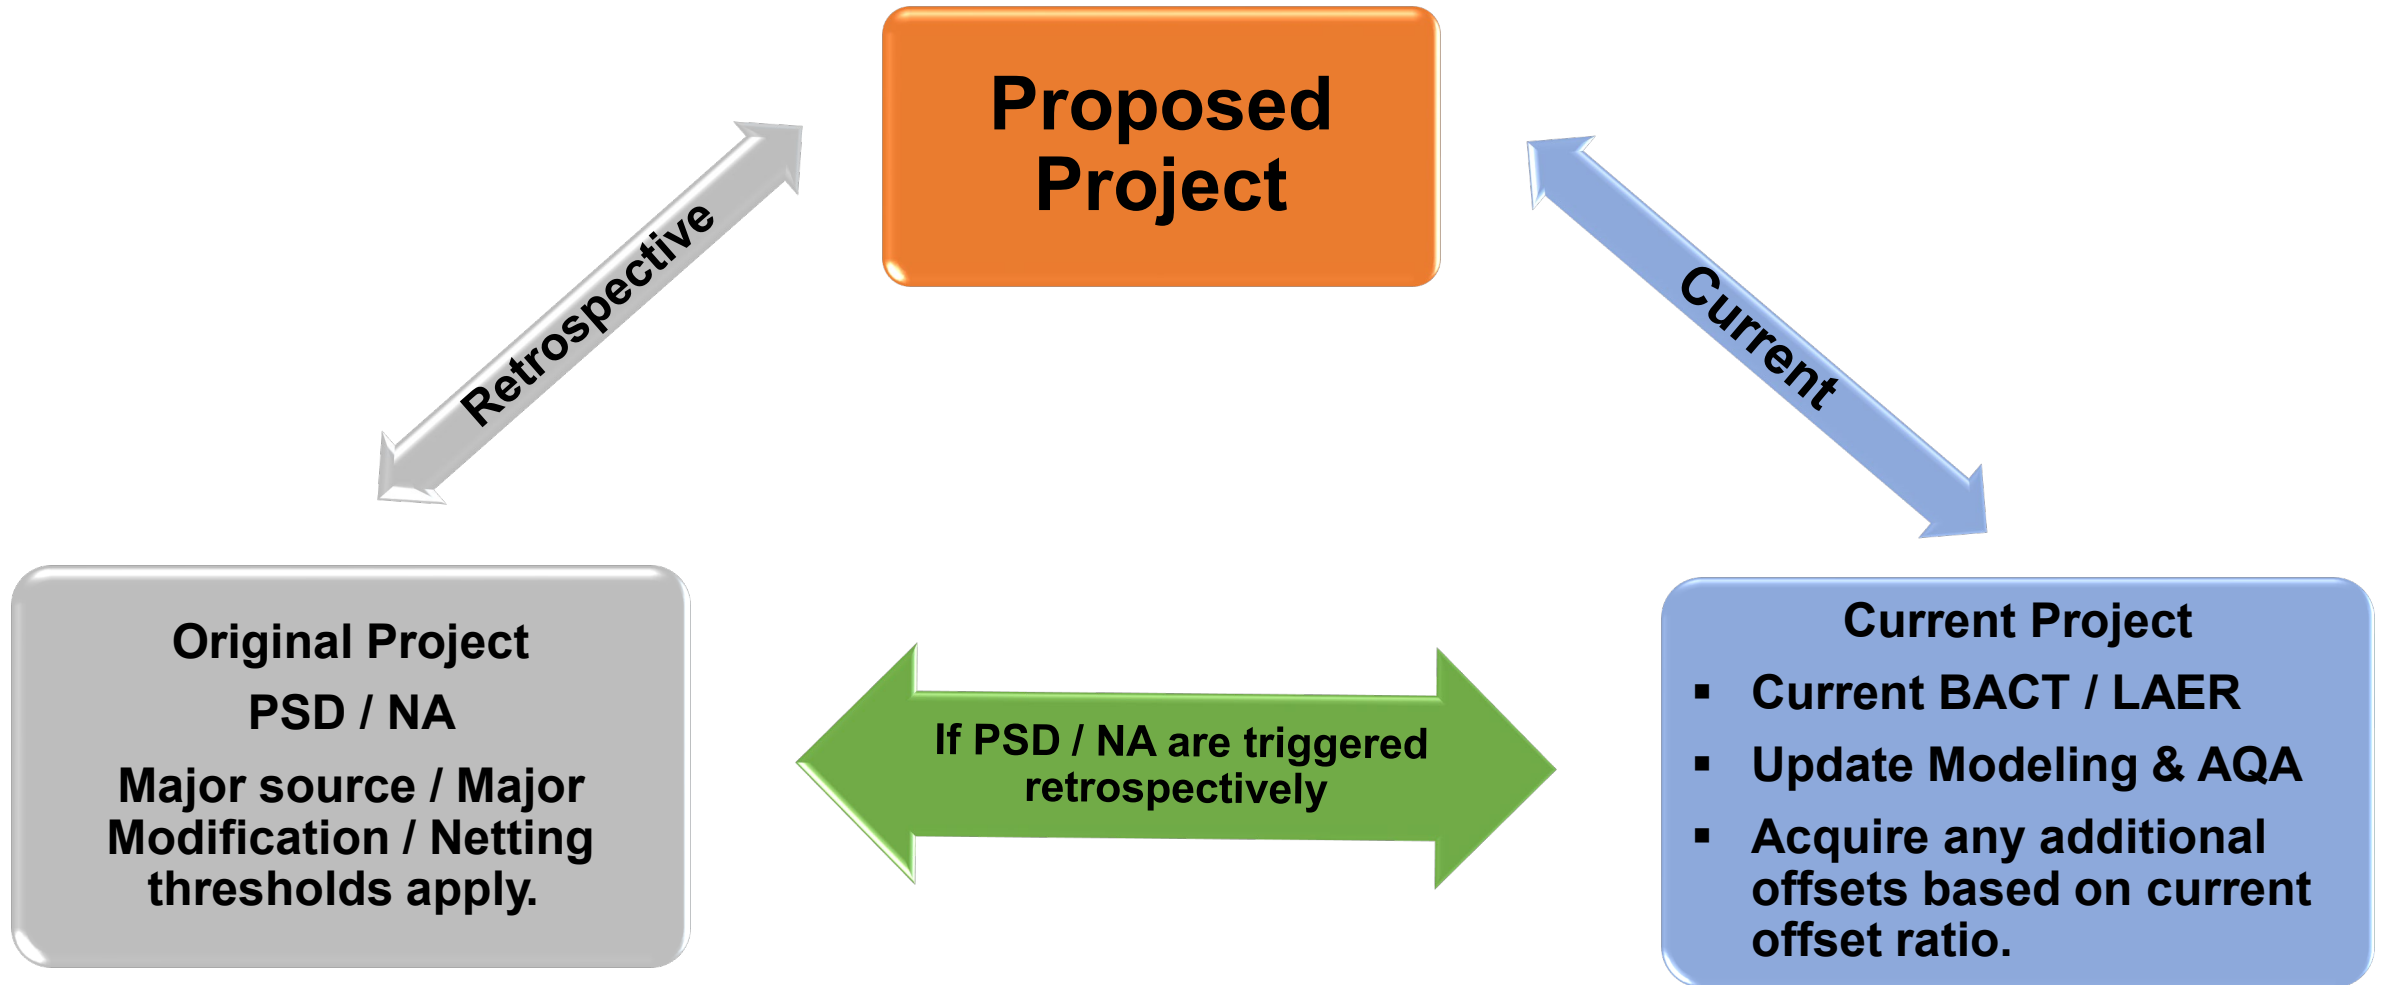 Proposed
Project
Retrospective
Current
Original Project
PSD / NA
Major source / Major
Modification / Netting
thresholds apply.
If PSD / NA are triggered
retrospectively
Current Project
▪ Current BACT / LAER
▪ Update Modeling & AQA
▪ Acquire any additional
offsets based on current
offset ratio.